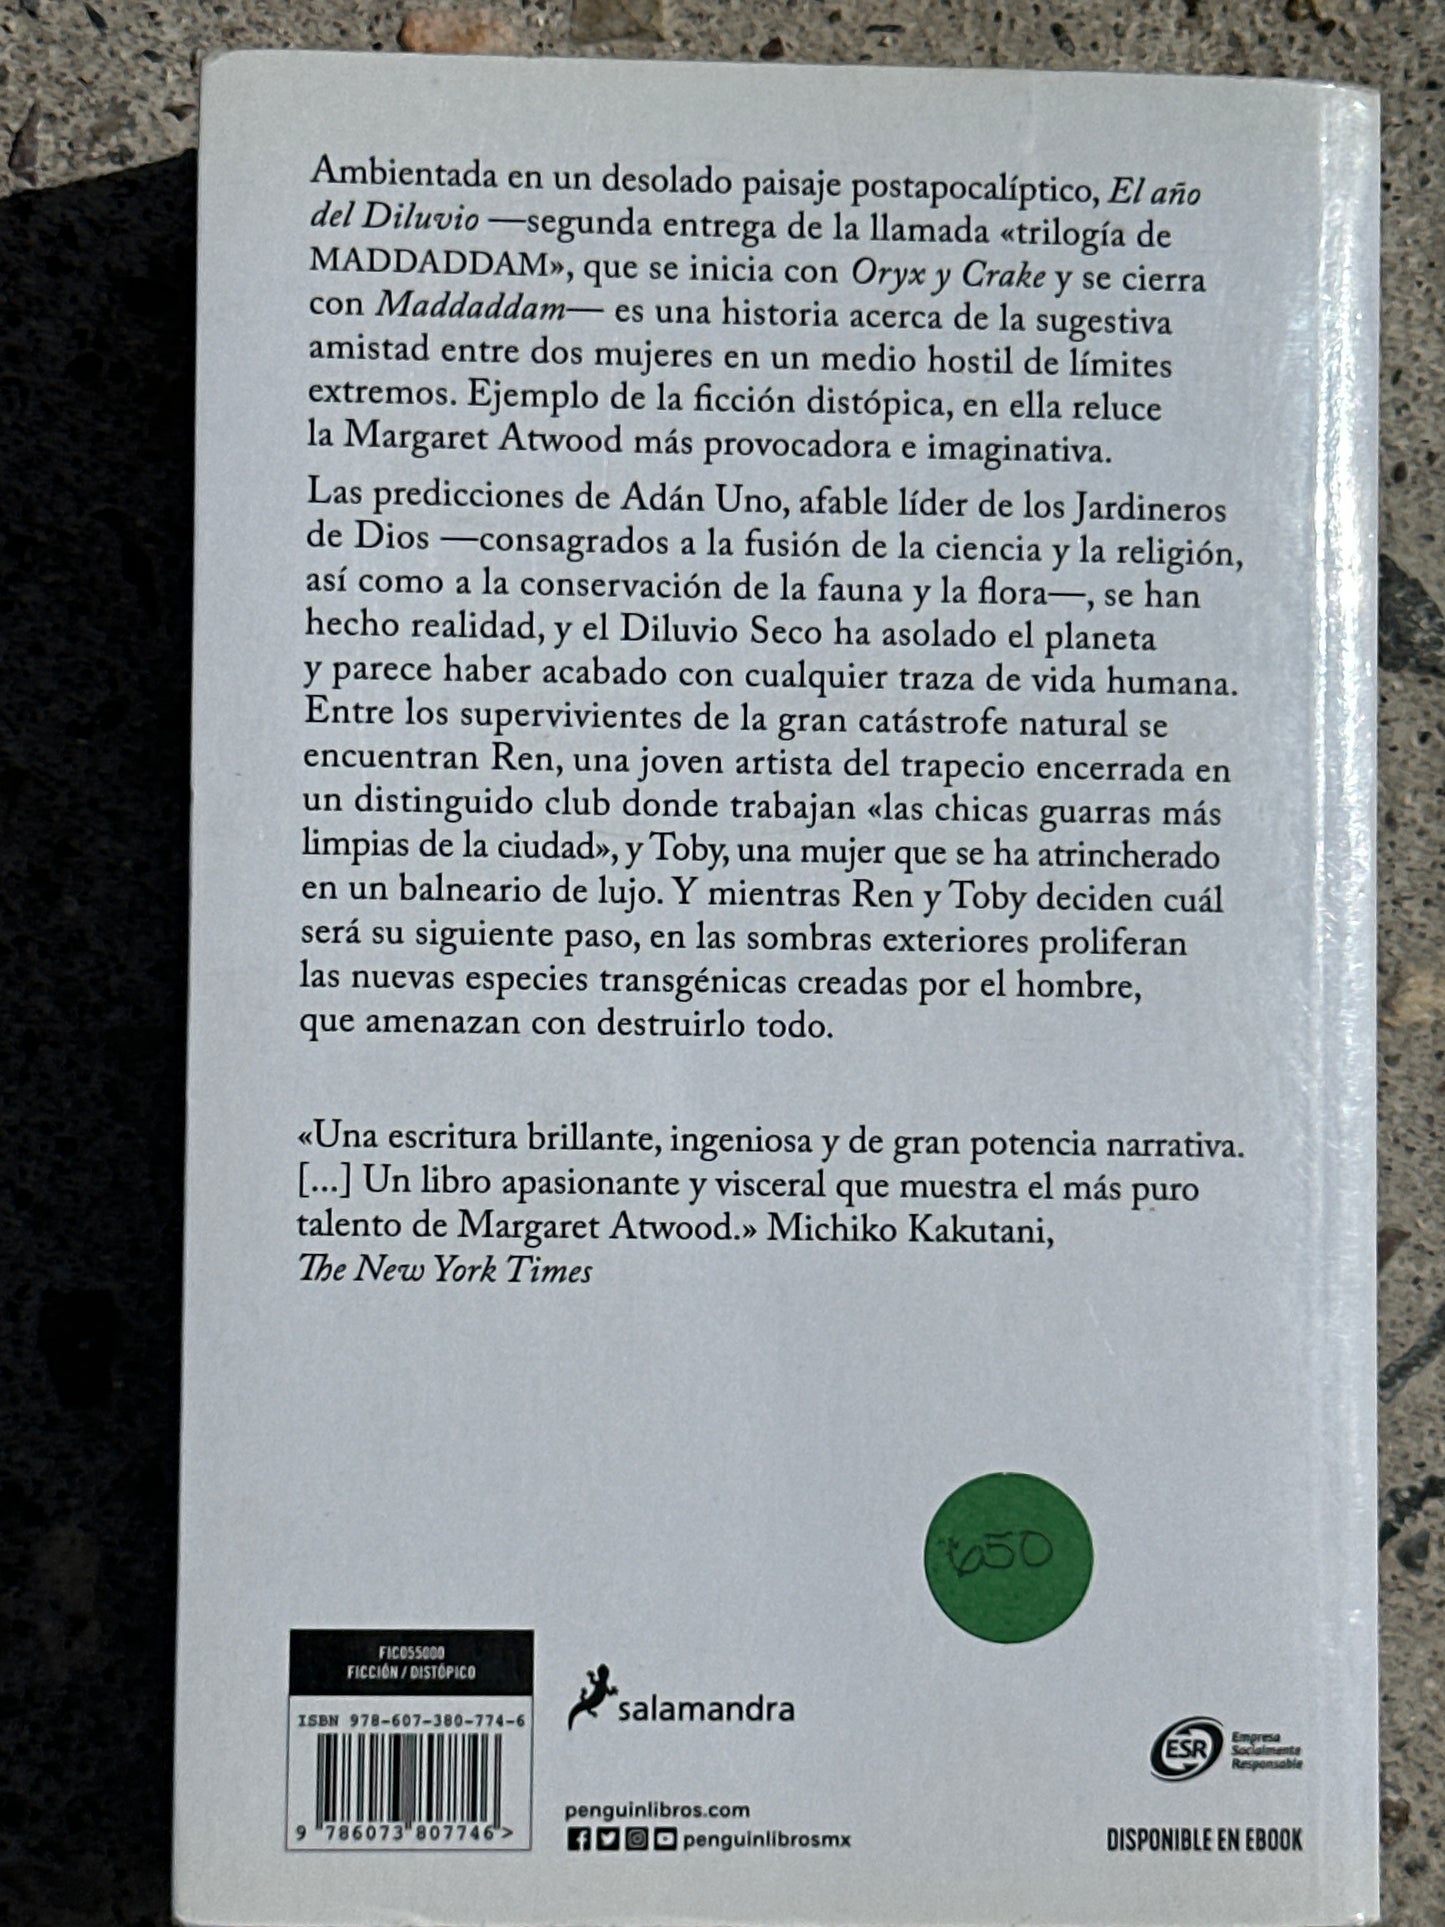 Ambientada en un desolado paisaje postapocalíptico, El año
del Diluvio —segunda entrega de la llamada «trilogía de
MADDADDAM», que se inicia con Oryx y Crake y se cierra
con Maddaddam— es una historia acerca de la sugestiva
amistad entre dos mujeres en un medio hostil de límites
extremos. Ejemplo de la ficción distópica, en ella reluce
la Margaret Atwood más provocadora e imaginativa.
Las predicciones de Adán Uno, afable líder de los Jardineros
de Dios —consagrados a la fusión de la ciencia y la religión,
así como a la conservación de la fauna y la flora—, se han
hecho realidad, y el Diluvio Seco ha asolado el planeta
y parece haber acabado con cualquier traza de vida humana.
Entre los supervivientes de la gran catástrofe natural se
encuentran Ren, una joven artista del trapecio encerrada en
un distinguido club donde trabajan «las chicas guarras más
limpias de la ciudad», y Toby, una mujer que se ha atrincherado
en un balneario de lujo. Y mientras Ren y Toby deciden cuál
será su siguiente paso, en las sombras exteriores proliferan
las nuevas especies transgénicas creadas por el hombre,
que amenazan con destruirlo todo.
«Una escritura brillante, ingeniosa y de gran potencia narrativa.
[...] Un libro apasionante y visceral que muestra el más puro
talento de Margaret Atwood.» Michiko Kakutani,
The New York Times
650
FIC055000
FICCIÓN / DISTÓPICO
ISBN 978-607-380-774-6
9 786073 807746 >
salamandra
penguinlibros.com
penguinlibrosmx
ESR
Empresa
Socialmente
Responsable
DISPONIBLE EN EBOOK